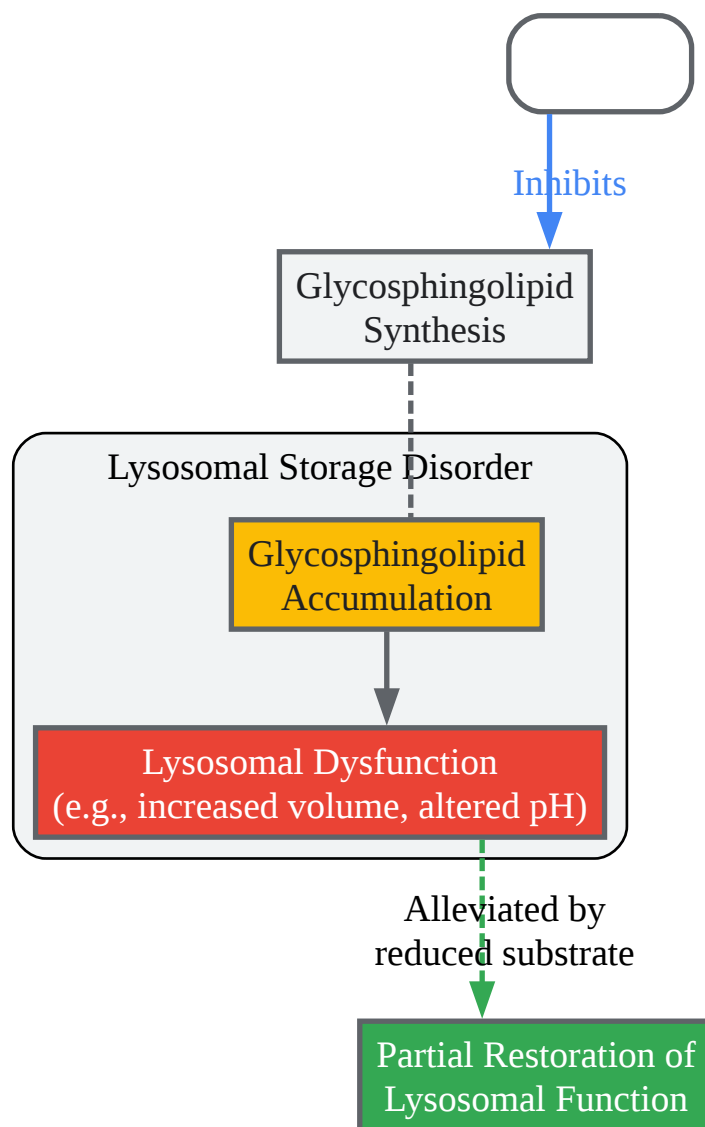 Inhibits
Glycosphingolipid
Synthesis
Lysosomal Storage Disorder
Glycosphingolipid
Accumulation
Lysosomal Dysfunction
(e.g., increased volume, altered pH)
Alleviated by
reduced substrate
Partial Restoration of
Lysosomal Function